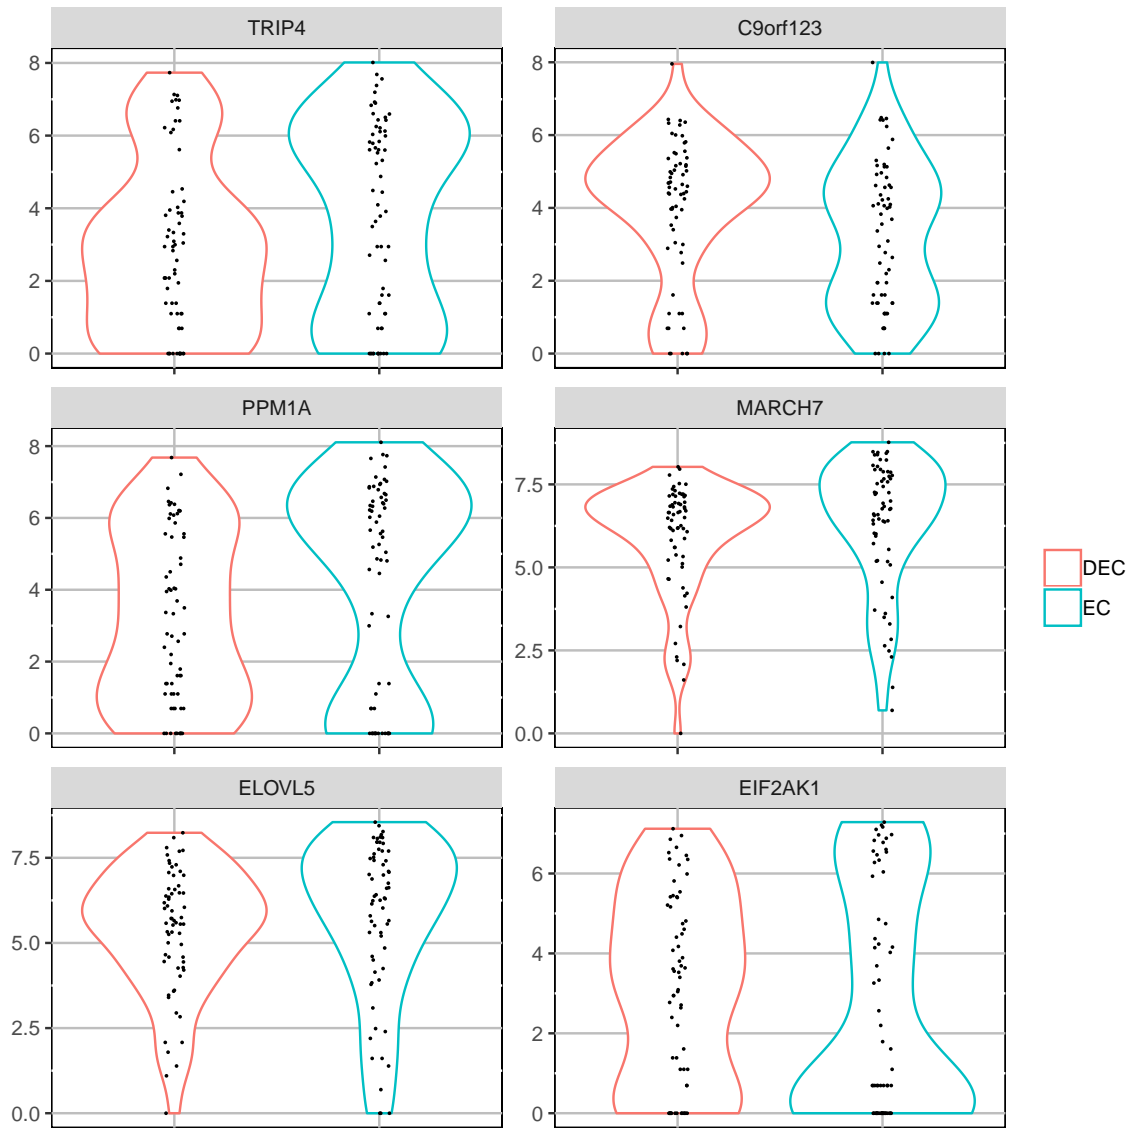 TRIP4 C9orf123
8 8
6 6
4 4
2 2
0 0
PPM1A MARCH7
8
6 7.5
4 5.0
2 2.5
0 0.0
DEC
EC
ELOVL5 EIF2AK1
7.5 6
5.0 4
2.5 2
0.0 0